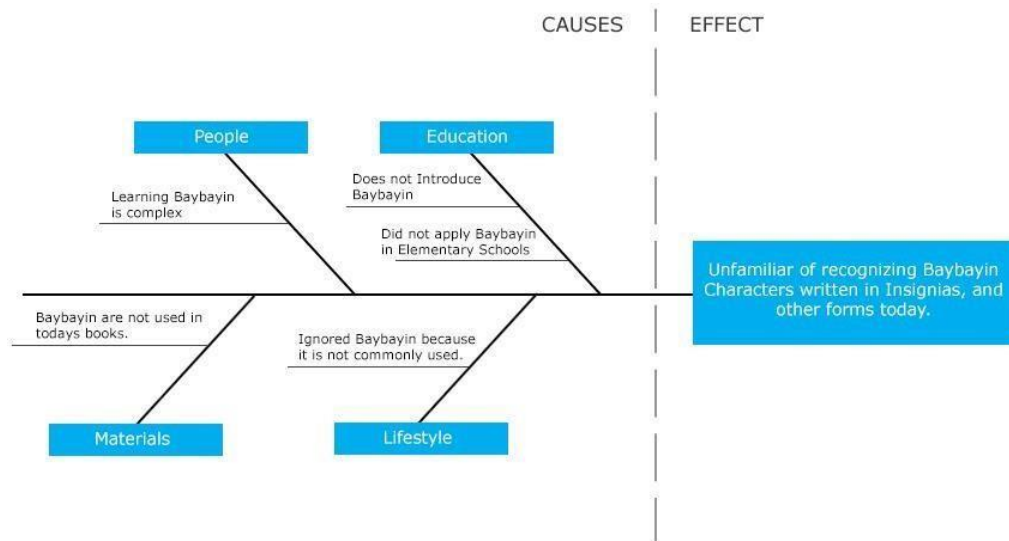 CAUSES
EFFECT
People
Education
Learning Baybayin
is complex
Does not Introduce
Baybayin
Did not apply Baybayin
in Elementary Schools
Unfamiliar of recognizing Baybayin
Characters written in Insignias, and
other forms today.
Baybayin are not used in
todays books.
Ignored Baybayin because
it is not commonly used.
Materials
Lifestyle